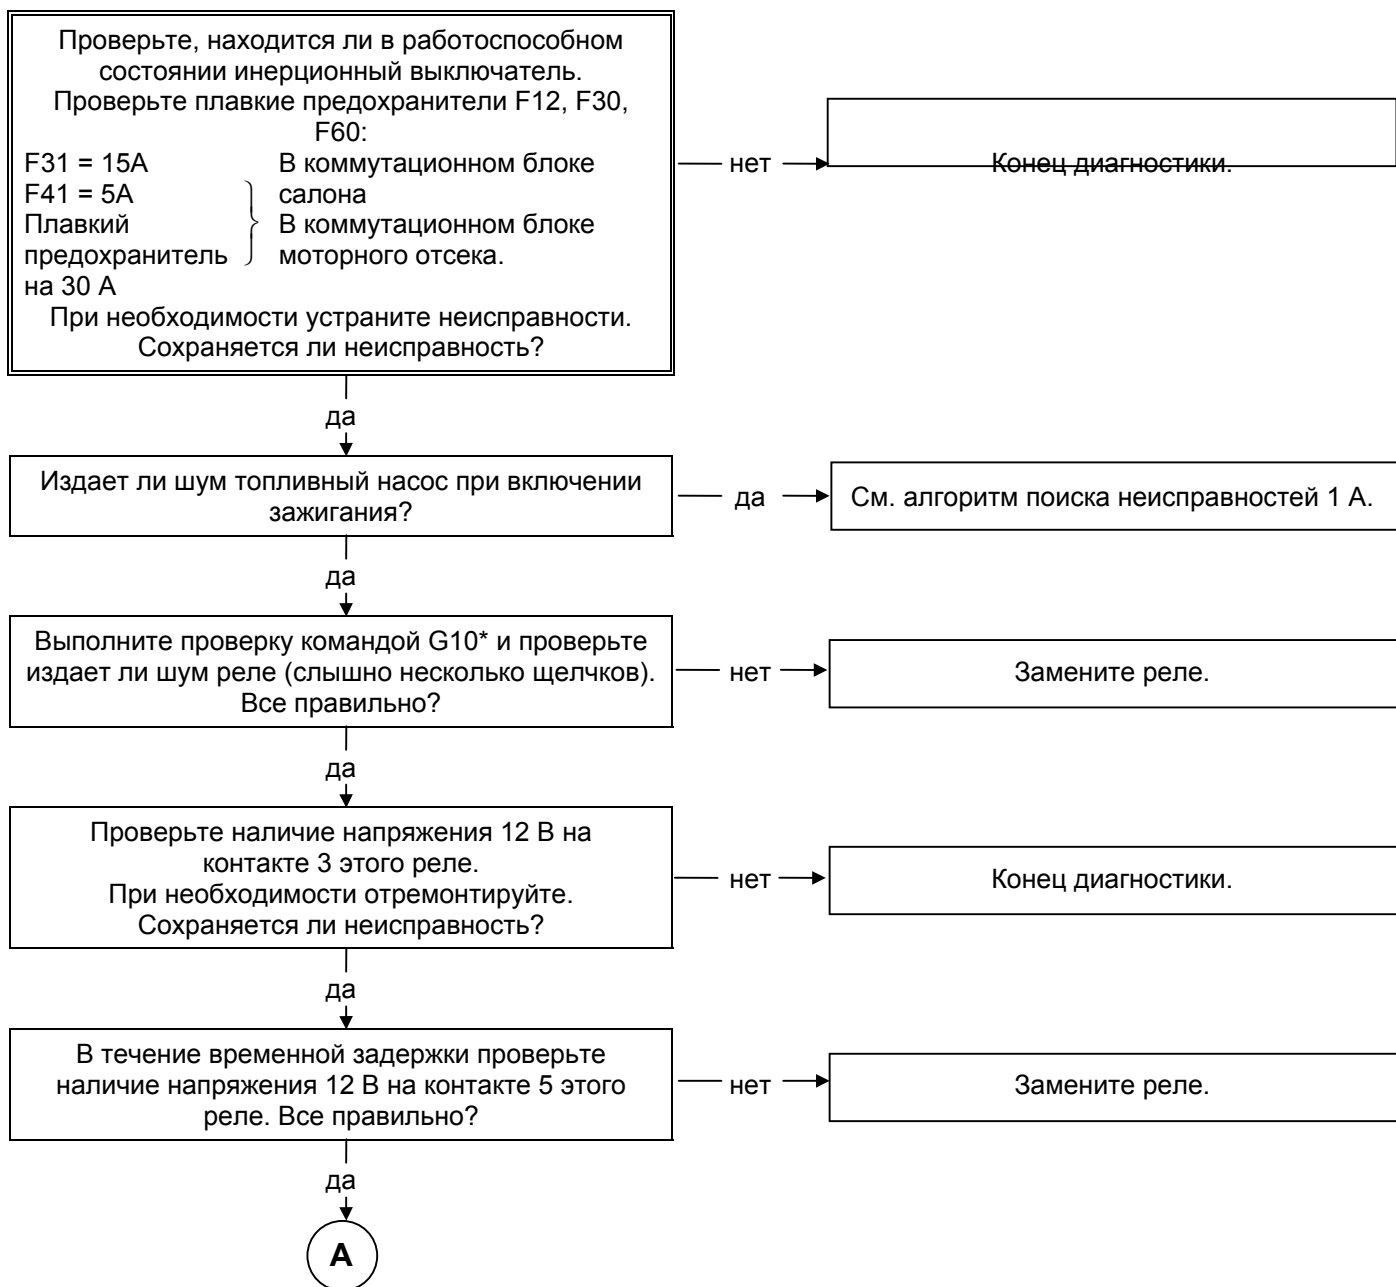 Проверьте, находится ли в работоспособном
состоянии инерционный выключатель.
Проверьте плавкие предохранители F12, F30,
F60:
F31 = 15А В коммутационном блоке
F41 = 5А салона
Плавкий В коммутационном блоке
предохранитель моторного отсека.
на 30 А
При необходимости устраните неисправности.
Сохраняется ли неисправность?
нет
Конец диагностики.
да
Издает ли шум топливный насос при включении
зажигания?
да
См. алгоритм поиска неисправностей 1 А.
да
Выполните проверку командой G10* и проверьте
издает ли шум реле (слышно несколько щелчков).
Все правильно?
нет
Замените реле.
да
Проверьте наличие напряжения 12 В на
контакте 3 этого реле.
При необходимости отремонтируйте.
Сохраняется ли неисправность?
нет
Конец диагностики.
да
В течение временной задержки проверьте
наличие напряжения 12 В на контакте 5 этого
реле. Все правильно?
нет
Замените реле.
да
А